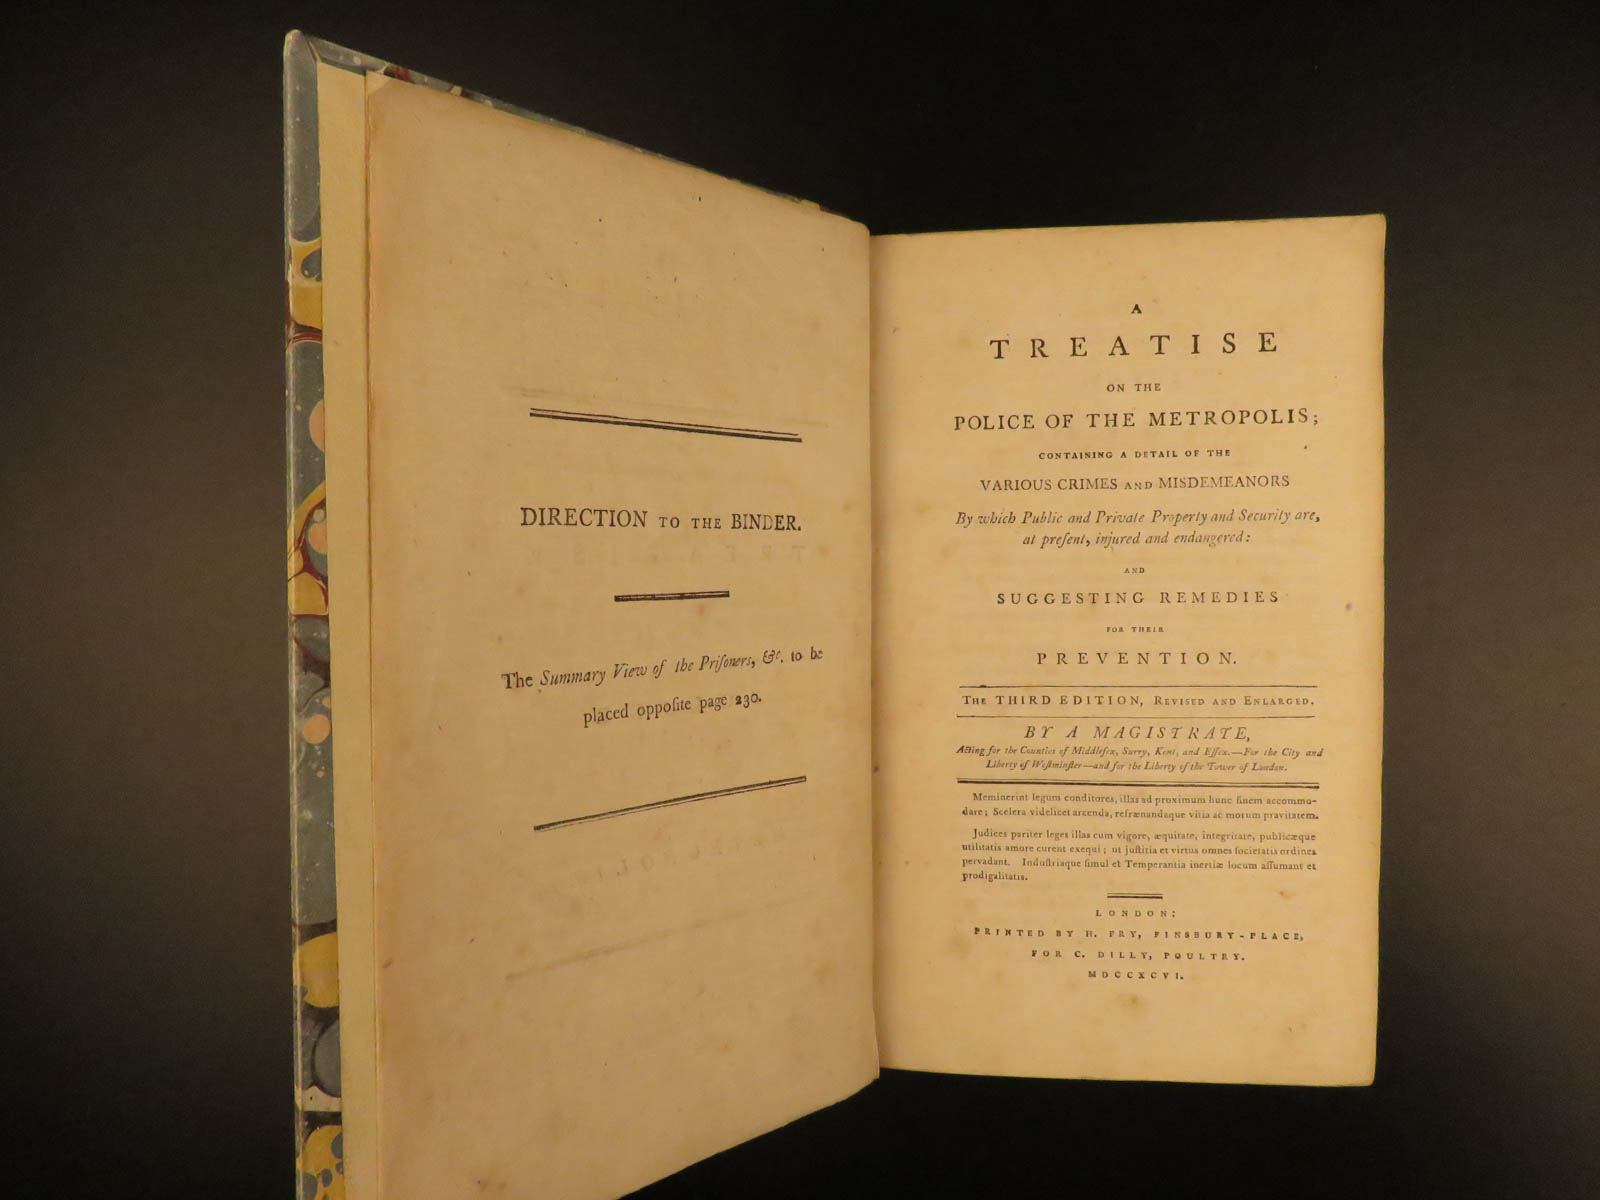 DIRECTION TO THE BINDER.
The Summary View of the Priſoners, &c. to be
placed oppoſite page 230.
A
TREATISE
ON THE
POLICE OF THE METROPOLIS;
CONTAINING A DETAIL OF THE
VARIOUS CRIMES AND MISDEMEANORS
By which Public and Private Property and Security are,
at preſent, injured and endangered:
AND
SUGGESTING REMEDIES
FOR THEIR
PREVENTION.
THE THIRD EDITION, REVISED AND ENLARGED.
BY A MAGISTRATE,
Acting for the Counties of Middleſex, Surry, Kent, and Eſſex.—For the City and
Liberty of Weſtminſter—and for the Liberty of the Tower of London.
Meminerint legum conditores, illas ad proximum hunc finem accommo-
dare; Scelera videlicet arcenda, refrænandaque vitia ac morum pravitatem.
Judices pariter leges illas cum vigore, æquitate, integritate, publicæque
utilitatis amore curent exequi; ut juſtitia et virtus omnes ſocietatis ordines
pervadant. Induſtriaque ſimul et Temperantia inertiæ locum aſſumant et
prodigalitatis.
LONDON:
PRINTED BY H. FRY, FINSBURY-PLACE,
FOR C. DILLY, POULTRY.
MDCCXCVI.